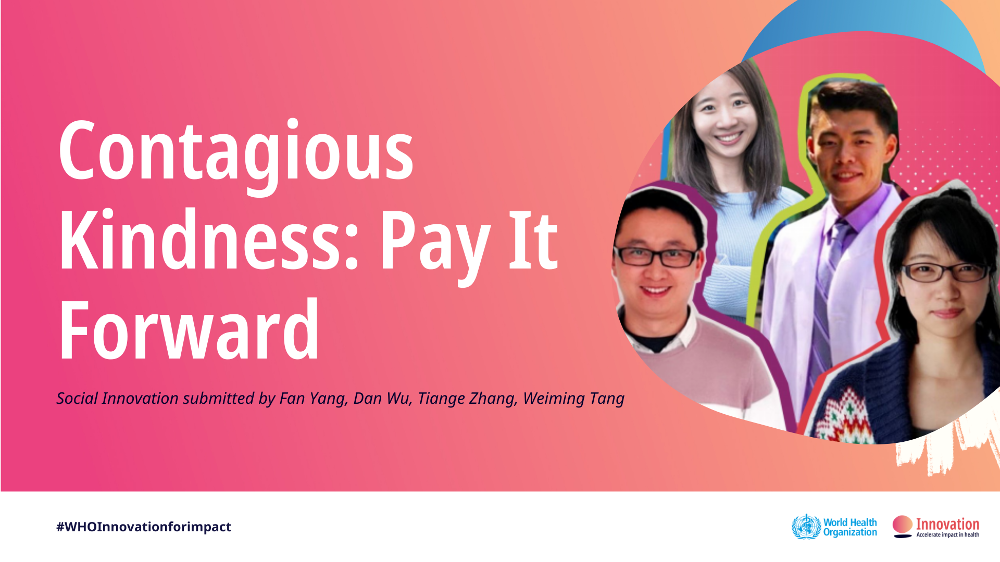 Contagious
Kindness: Pay It
Forward
Social Innovation submitted by Fan Yang, Dan Wu, Tiange Zhang, Weiming Tang
#WHOInnovationforimpact
World Health
Organization
Innovation
Accelerate impact in health